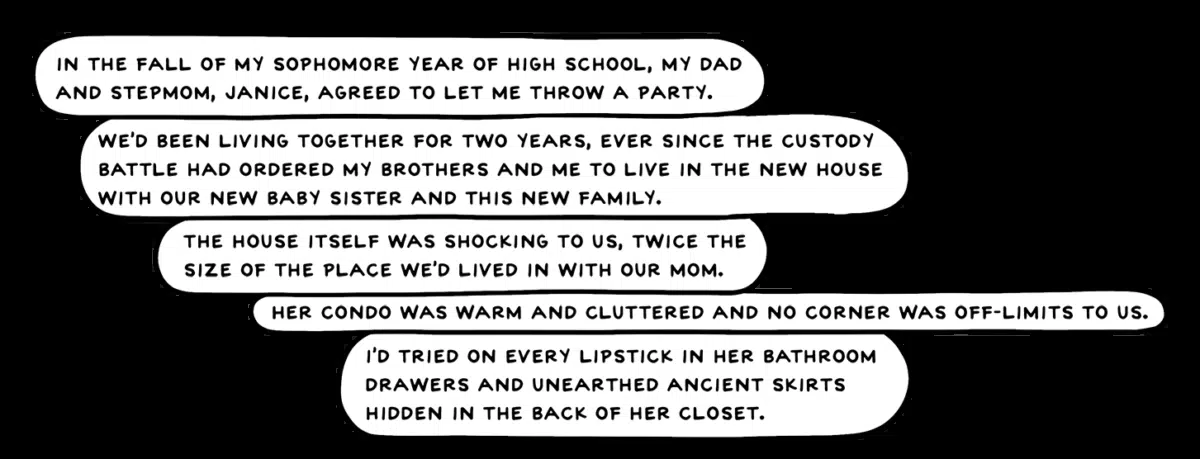 IN THE FALL OF MY SOPHOMORE YEAR OF HIGH SCHOOL, MY DAD
AND STEPMOM, JANICE, AGREED TO LET ME THROW A PARTY.
WE'D BEEN LIVING TOGETHER FOR TWO YEARS, EVER SINCE THE CUSTODY
BATTLE HAD ORDERED MY BROTHERS AND ME TO LIVE IN THE NEW HOUSE
WITH OUR NEW BABY SISTER AND THIS NEW FAMILY.
THE HOUSE ITSELF WAS SHOCKING TO US, TWICE THE
SIZE OF THE PLACE WE'D LIVED IN WITH OUR MOM.
HER CONDO WAS WARM AND CLUTTERED AND NO CORNER WAS OFF-LIMITS TO US.
I'D TRIED ON EVERY LIPSTICK IN HER BATHROOM
DRAWERS AND UNEARTHED ANCIENT SKIRTS
HIDDEN IN THE BACK OF HER CLOSET.